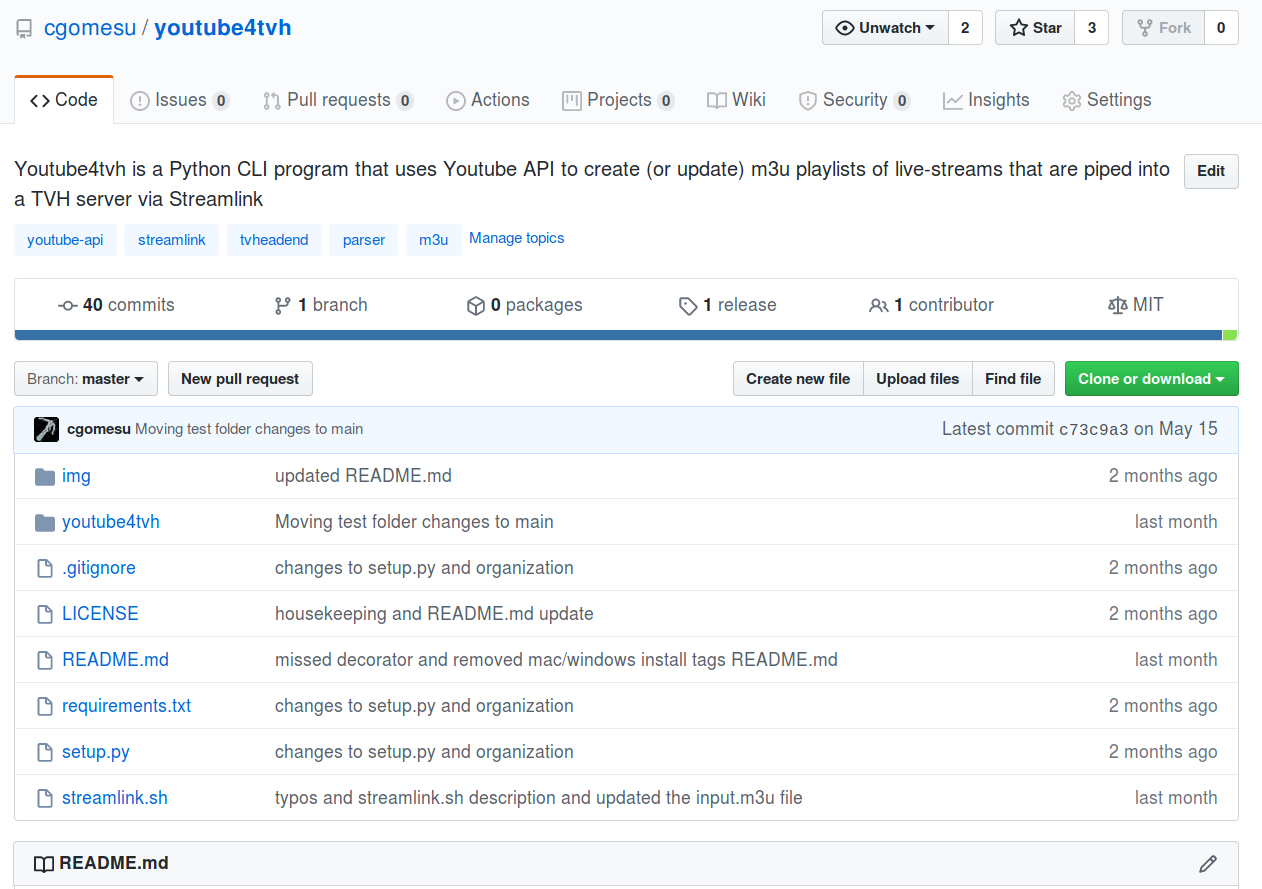 cgomesu / youtube4tvh
Unwatch 2 Star 3 Fork 0
Code Issues 0 Pull requests 0 Actions Projects 0 Wiki Security 0 Insights Settings
Youtube4tvh is a Python CLI program that uses Youtube API to create (or update) m3u playlists of live-streams that are piped into
a TVH server via Streamlink
Edit
youtube-api streamlink tvheadend parser m3u Manage topics
40 commits 1 branch 0 packages 1 release 1 contributor MIT
Branch: master New pull request Create new file Upload files Find file Clone or download
cgomesu Moving test folder changes to main Latest commit c73c9a3 on May 15
img updated README.md 2 months ago
youtube4tvh Moving test folder changes to main last month
.gitignore changes to setup.py and organization 2 months ago
LICENSE housekeeping and README.md update 2 months ago
README.md missed decorator and removed mac/windows install tags README.md last month
requirements.txt changes to setup.py and organization 2 months ago
setup.py changes to setup.py and organization 2 months ago
streamlink.sh typos and streamlink.sh description and updated the input.m3u file last month
README.md